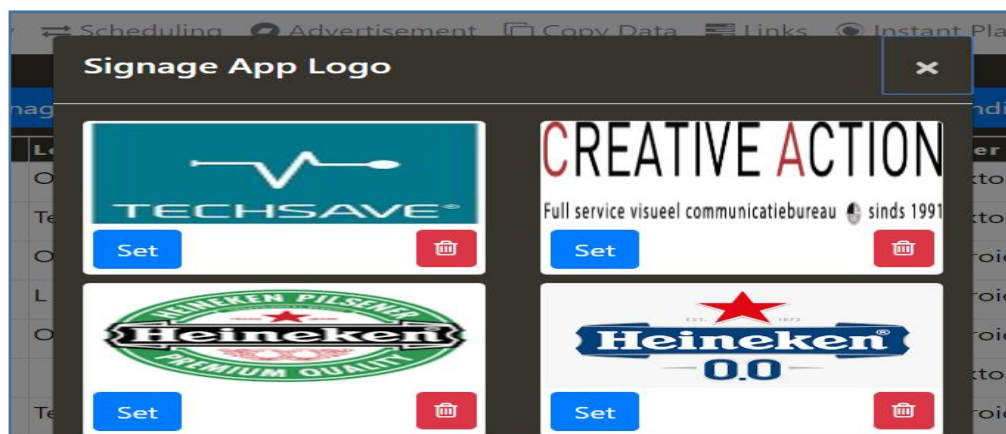 Scheduling Advertisement Copy Data Links Instant
Signage App Logo
TECHSAVE®
CREATIVE ACTION
Full service visueel communicatiebureau sinds 1991
Set Set
HEINEKEN PILSENER
Heineken®
PREMIUM QUALITY
EST. 1873
Heineken®
0.0
Set Set